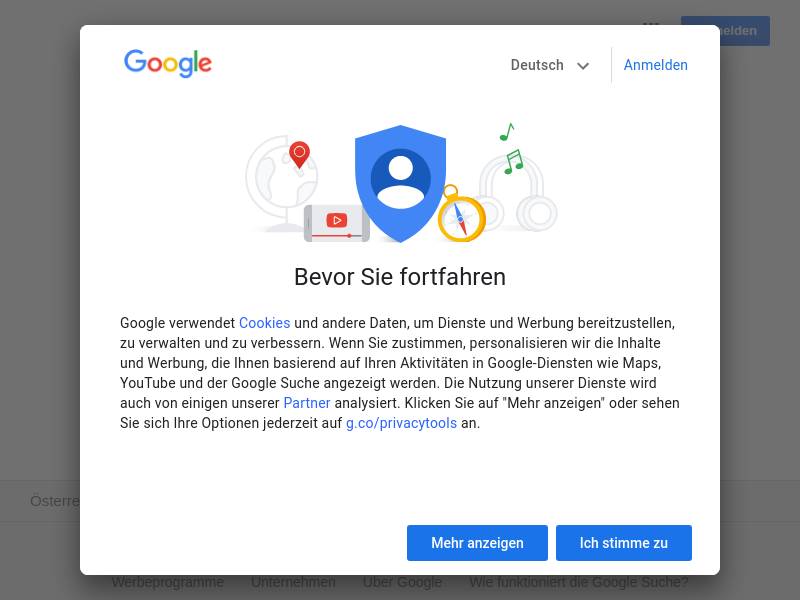 Google
Deutsch
Anmelden
Bevor Sie fortfahren
Google verwendet Cookies und andere Daten, um Dienste und Werbung bereitzustellen,
zu verwalten und zu verbessern. Wenn Sie zustimmen, personalisieren wir die Inhalte
und Werbung, die Ihnen basierend auf Ihren Aktivitäten in Google-Diensten wie Maps,
YouTube und der Google Suche angezeigt werden. Die Nutzung unserer Dienste wird
auch von einigen unserer Partner analysiert. Klicken Sie auf "Mehr anzeigen" oder sehen
Sie sich Ihre Optionen jederzeit auf g.co/privacytools an.
Mehr anzeigen
Ich stimme zu
Werbeprogramme
Unternehmen
Über Google
Wie funktioniert die Google Suche?